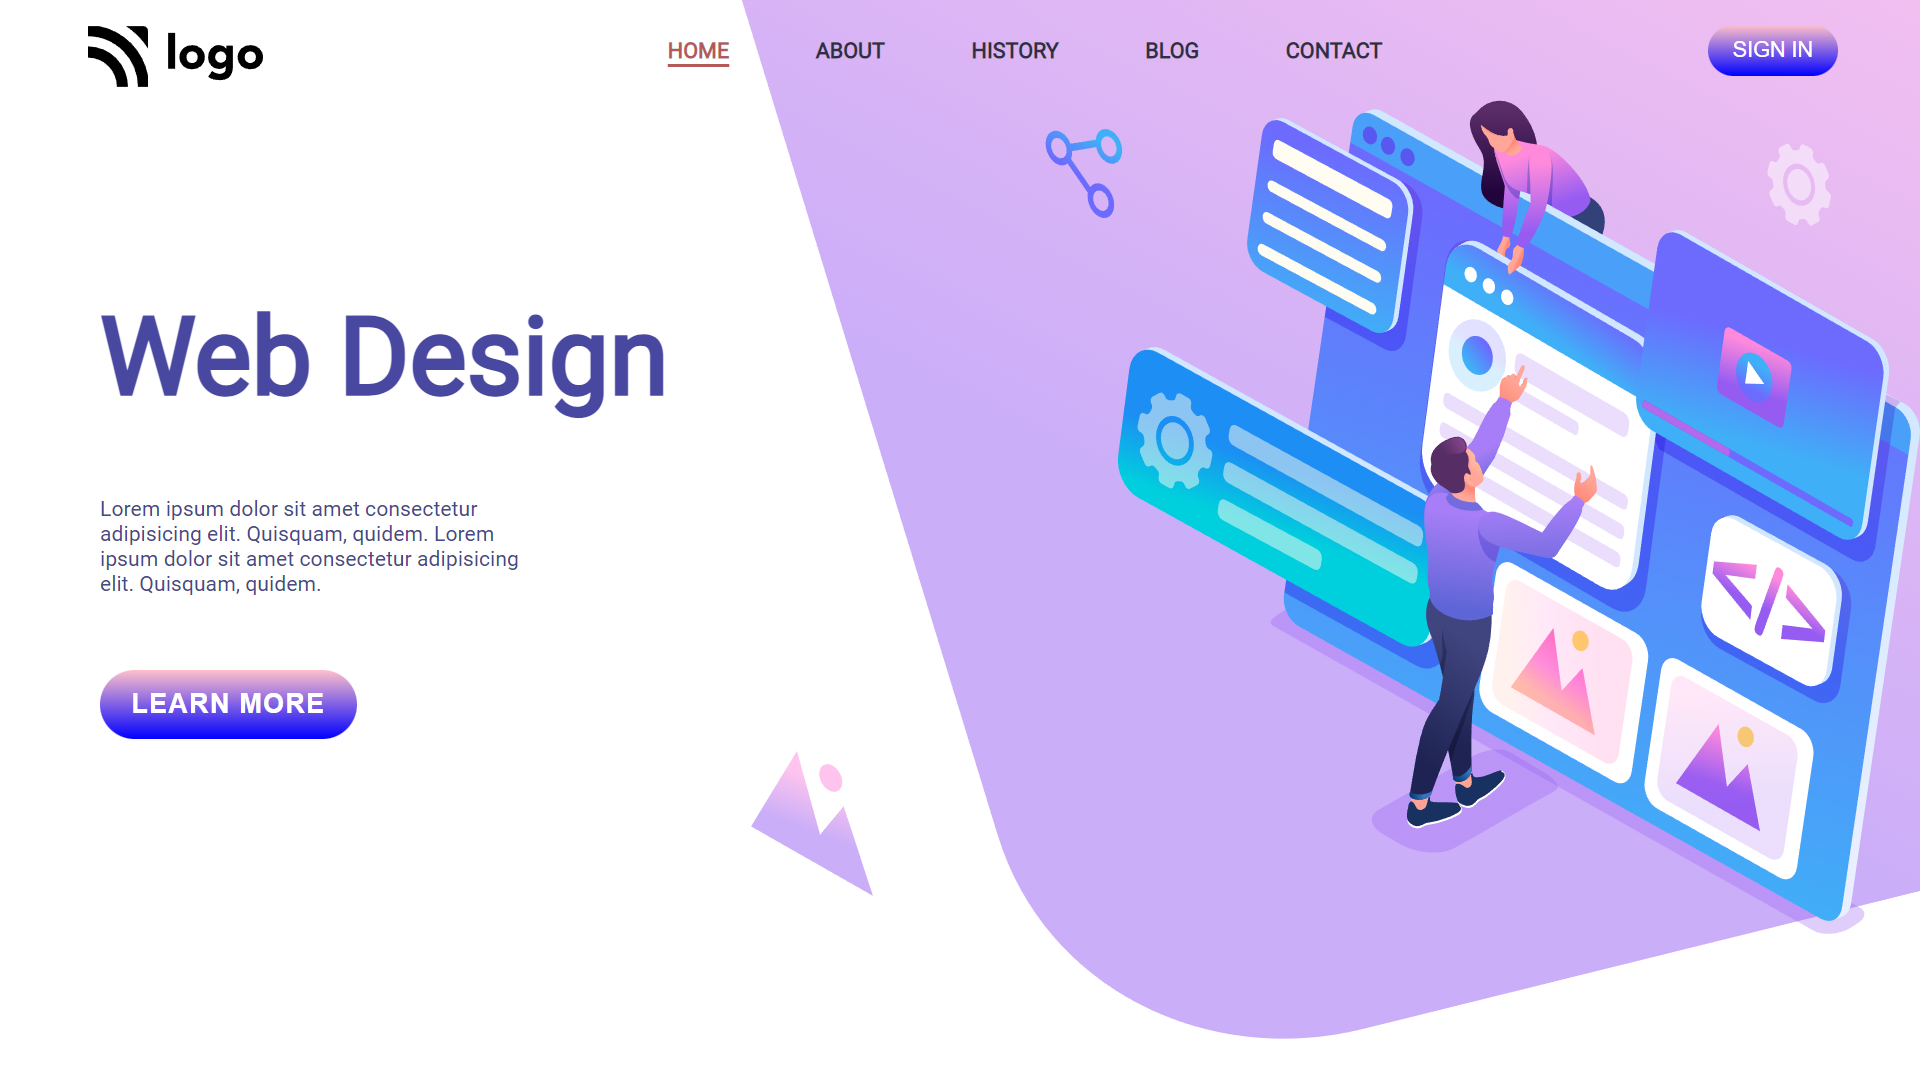 logo
HOME
ABOUT
HISTORY
BLOG
CONTACT
SIGN IN
Web Design
Lorem ipsum dolor sit amet consectetur
adipisicing elit. Quisquam, quidem. Lorem
ipsum dolor sit amet consectetur adipisicing
elit. Quisquam, quidem.
LEARN MORE
</>